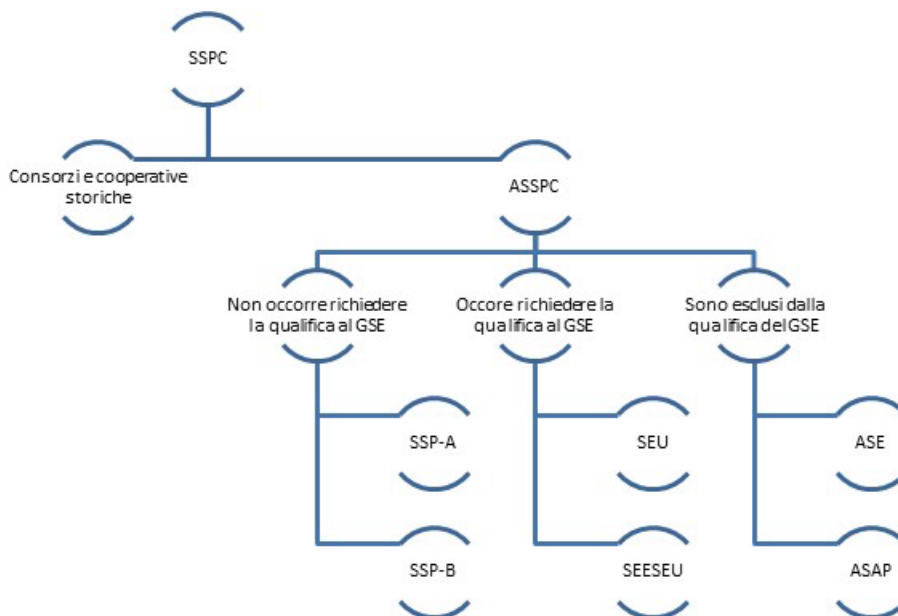 SSPC
Consorzi e cooperative
storiche
ASSPC
Non occorre richiedere
la qualifica al GSE
Occore richiedere la
qualifica al GSE
Sono esclusi dalla
qualifica del GSE
SSP-A
SEU
ASE
SSP-B
SEESEU
ASAP